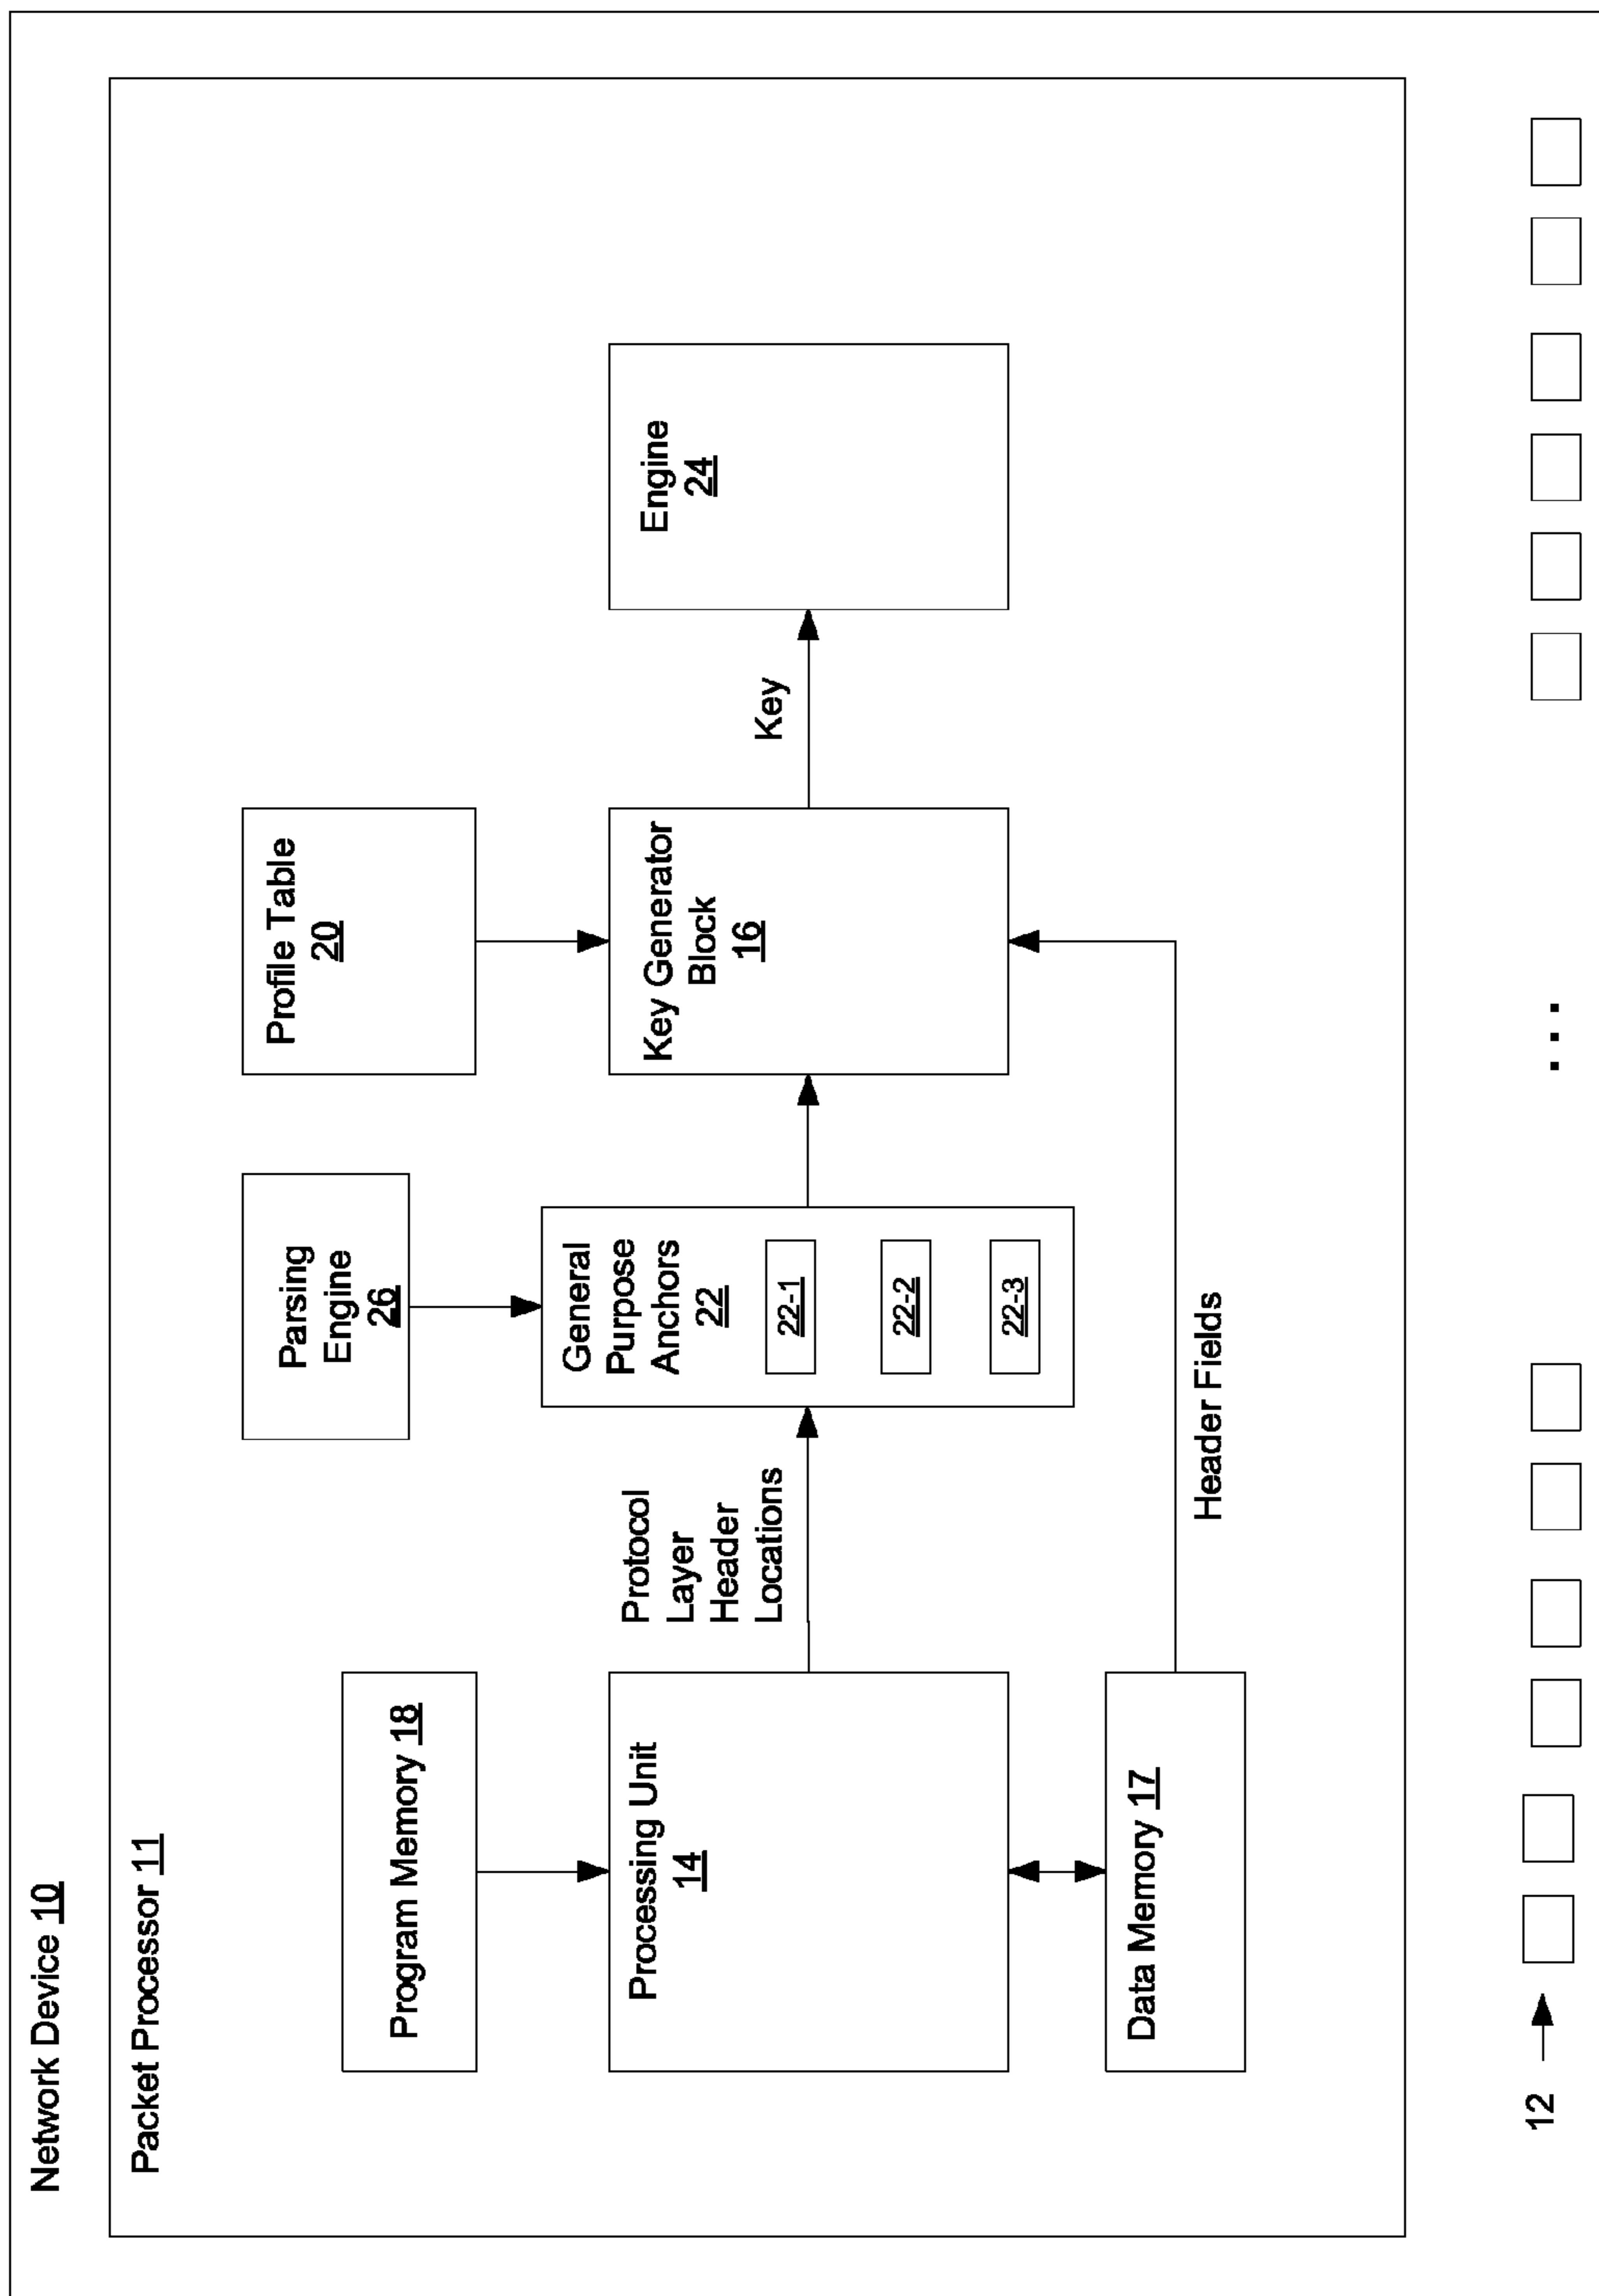 Network Device 10
Packet Processor 11
Program Memory 18
Parsing
Engine
26
Profile Table
20
Processing Unit
14
Protocol
Layer
Header
Locations
General
Purpose
Anchors
22
22-1
22-2
22-3
Key Generator
Block
16
Key
Engine
24
Data Memory 17
Header Fields
12
...